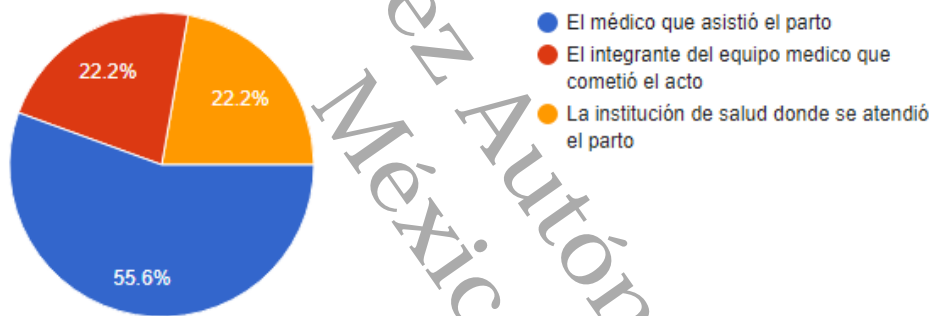 El médico que asistió el parto
El integrante del equipo medico que
cometió el acto
La institución de salud donde se atendió
el parto
22.2%
22.2%
55.6%
ez Autón
Méxic